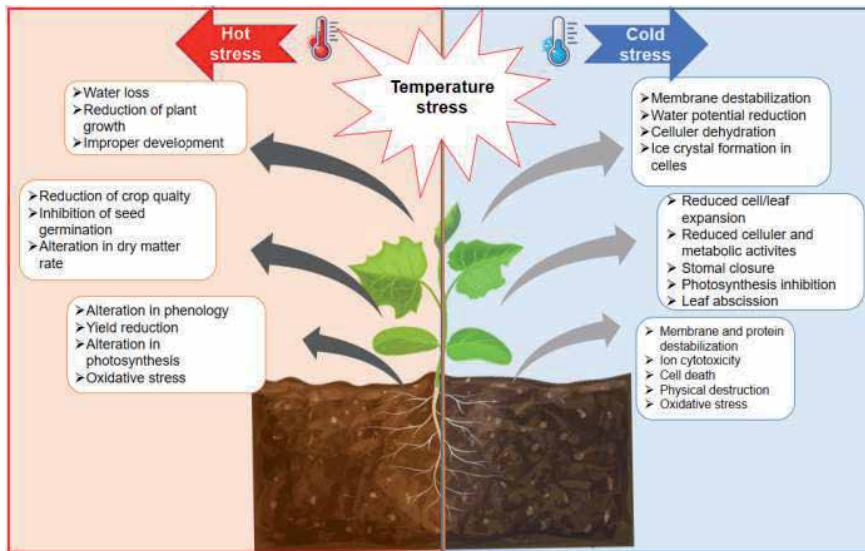 Hot
stress
Temperature
stress
Cold
stress
➢Water loss
➢Reduction of plant
growth
➢Improper development
➢Reduction of crop qualty
➢Inhibition of seed
germination
➢Alteration in dry matter
rate
➢Alteration in phenology
➢Yield reduction
➢Alteration in
photosynthesis
➢Oxidative stress
➢Membrane destabilization
➢Water potential reduction
➢Celluler dehydration
➢Ice crystal formation in
celles
➢ Reduced cell/leaf
expansion
➢ Reduced celluler and
metabolic activites
➢ Stomal closure
➢ Photosynthesis inhibition
➢ Leaf abscission
➢ Membrane and protein
destabilization
➢ Ion cytotoxicity
➢ Cell death
➢ Physical destruction
➢ Oxidative stress